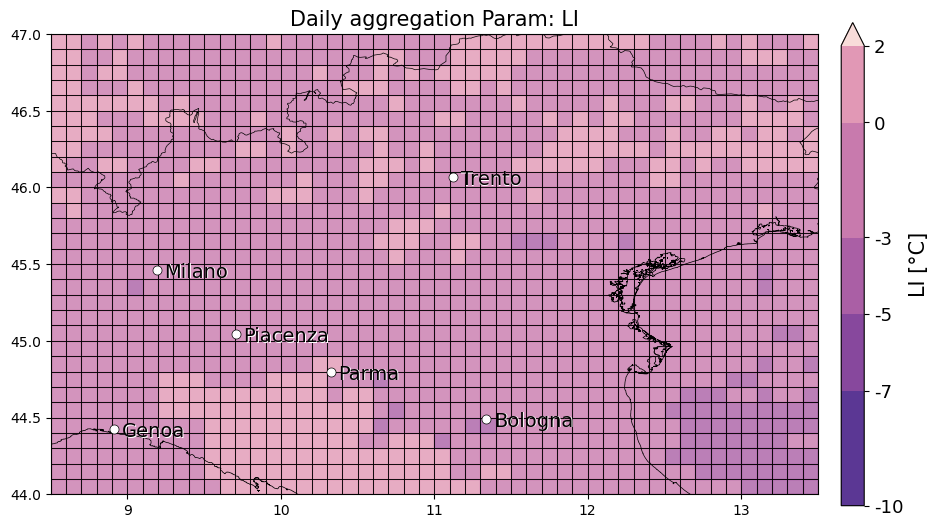 Daily aggregation Param: LI
47.0
46.5
46.0
45.5
45.0
44.5
44.0
9
10
11
12
13
Trento
Milano
Piacenza
Parma
Genoa
Bologna
2
0
-3
-5
-7
-10
LI [°C]